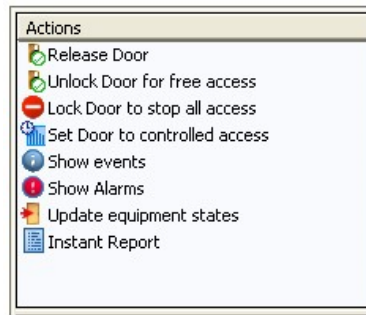 Actions
Release Door
Unlock Door for free access
Lock Door to stop all access
Set Door to controlled access
Show events
Show Alarms
Update equipment states
Instant Report